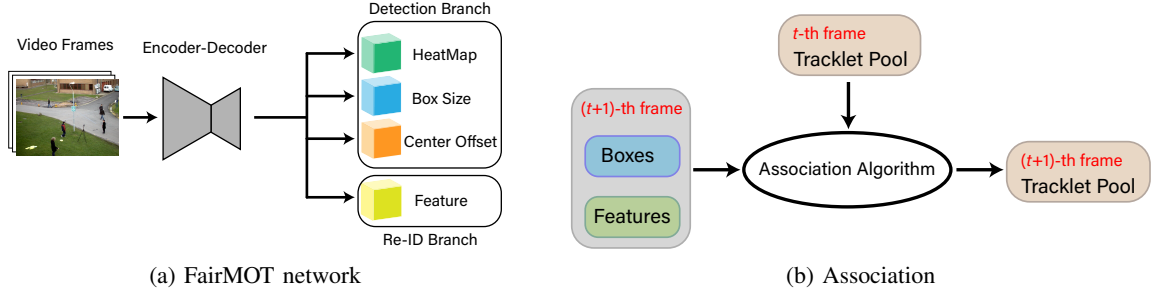 Video Frames
Encoder-Decoder
Detection Branch
HeatMap
Box Size
Center Offset
Feature
Re-ID Branch
(a) FairMOT network
t-th frame
Tracklet Pool
(t+1)-th frame
Boxes
Features
Association Algorithm
(t+1)-th frame
Tracklet Pool
(b) Association